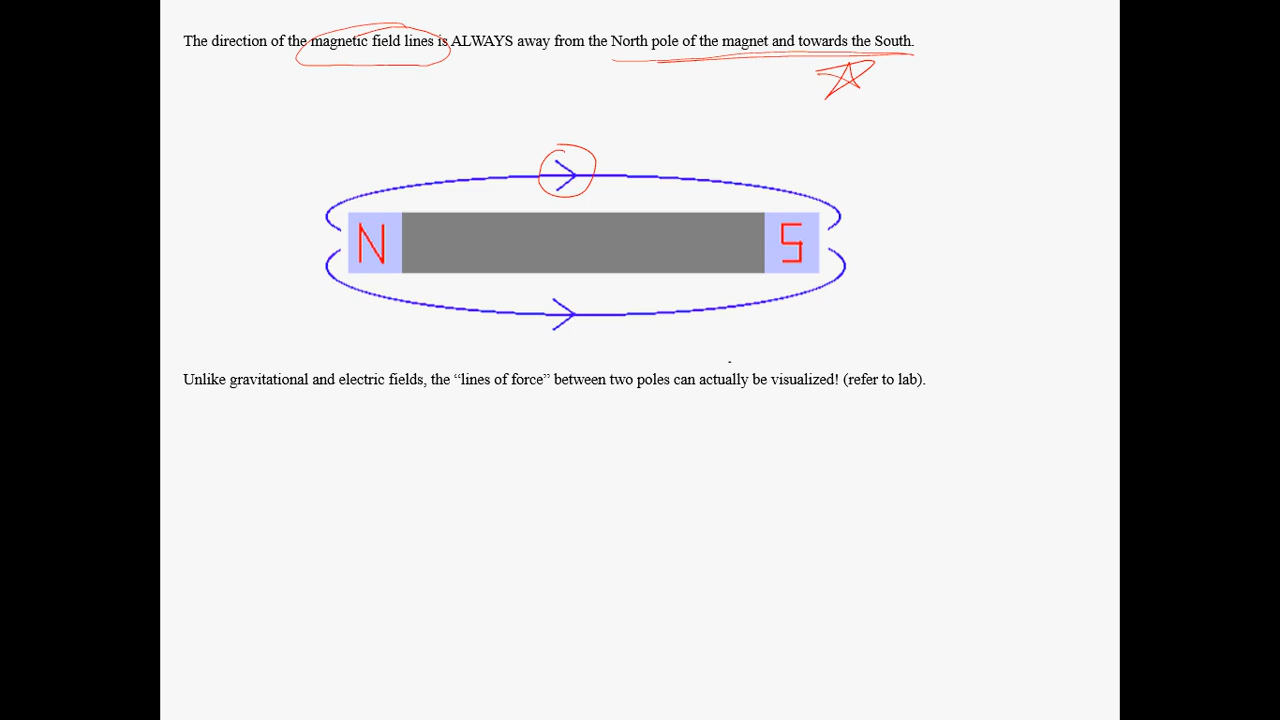 The direction of the magnetic field lines is ALWAYS away from the North pole of the magnet and towards the South.
N
S
Unlike gravitational and electric fields, the “lines of force” between two poles can actually be visualized! (refer to lab).